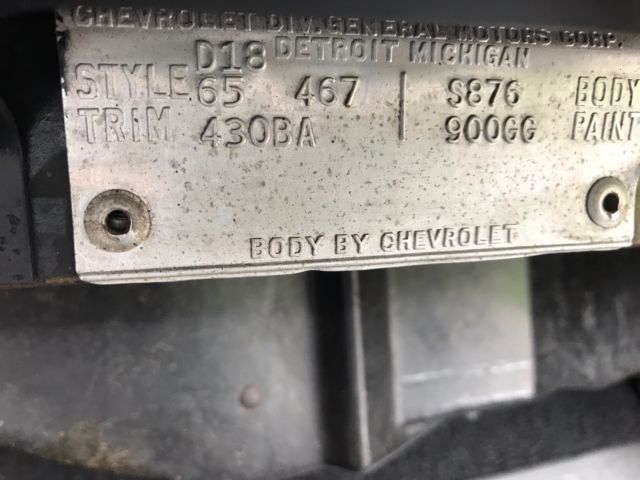 CHEVROLET DIV. GENERAL MOTORS CORP.
D18 DETROIT MICHIGAN
STYLE 65 467 S876 BODY
TRIM 430BA 900GG PAINT
BODY BY CHEVROLET